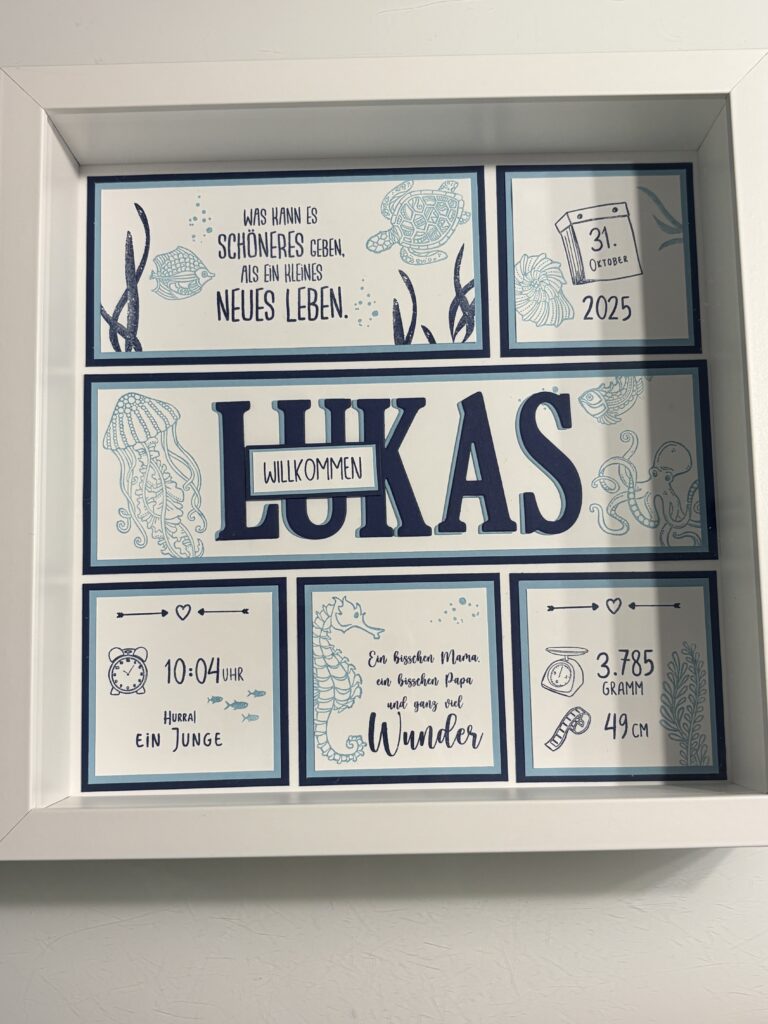 WAS KANN ES
SCHÖNERES GEBEN,
ALS EIN KLEINES
NEUES LEBEN.
31.
OKTOBER
2025
LUKAS
WILLKOMMEN
10:04 UHR
HURRA!
EIN JUNGE
Ein bisschen Mama,
ein bisschen Papa
und ganz viel
Wunder
3.785
GRAMM
49 CM